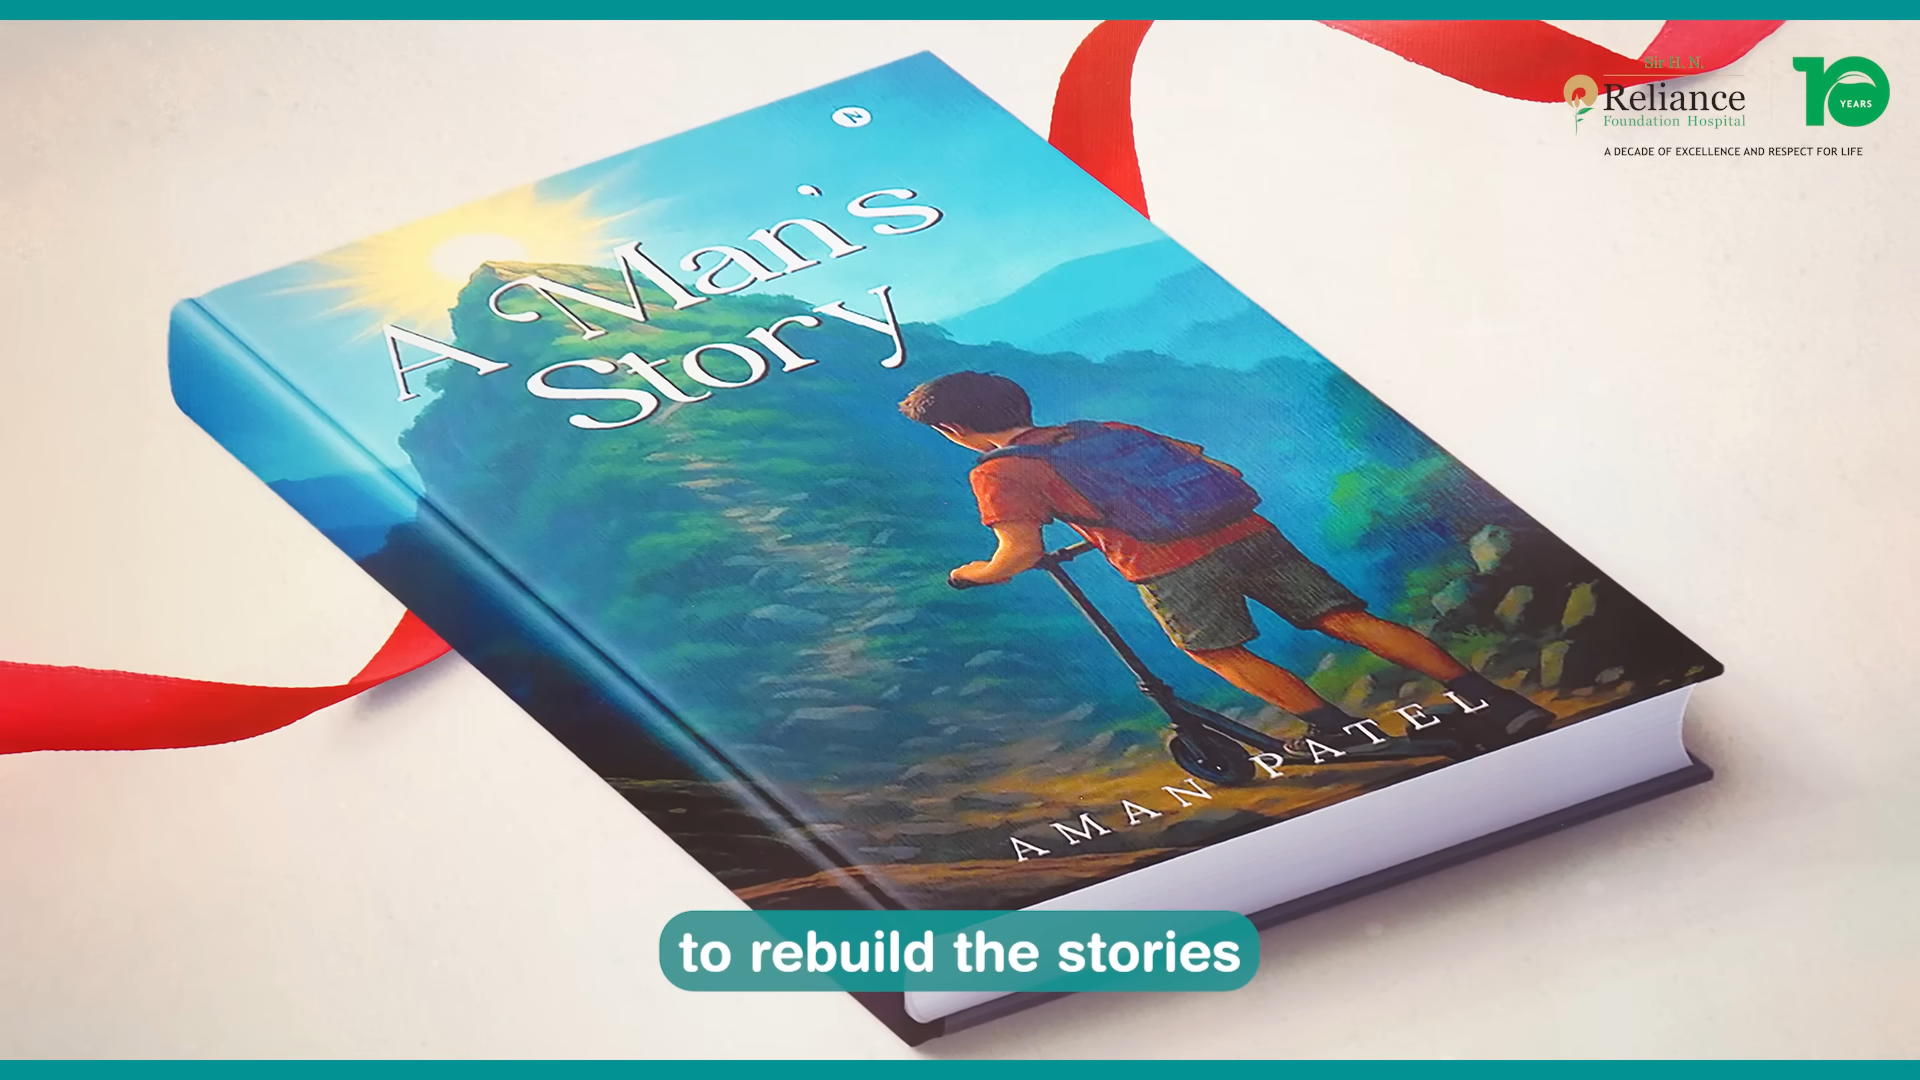 Sir H. N.
Reliance
Foundation Hospital
10
YEARS
A DECADE OF EXCELLENCE AND RESPECT FOR LIFE
N
A Man's
Story
AMAN PATEL
to rebuild the stories